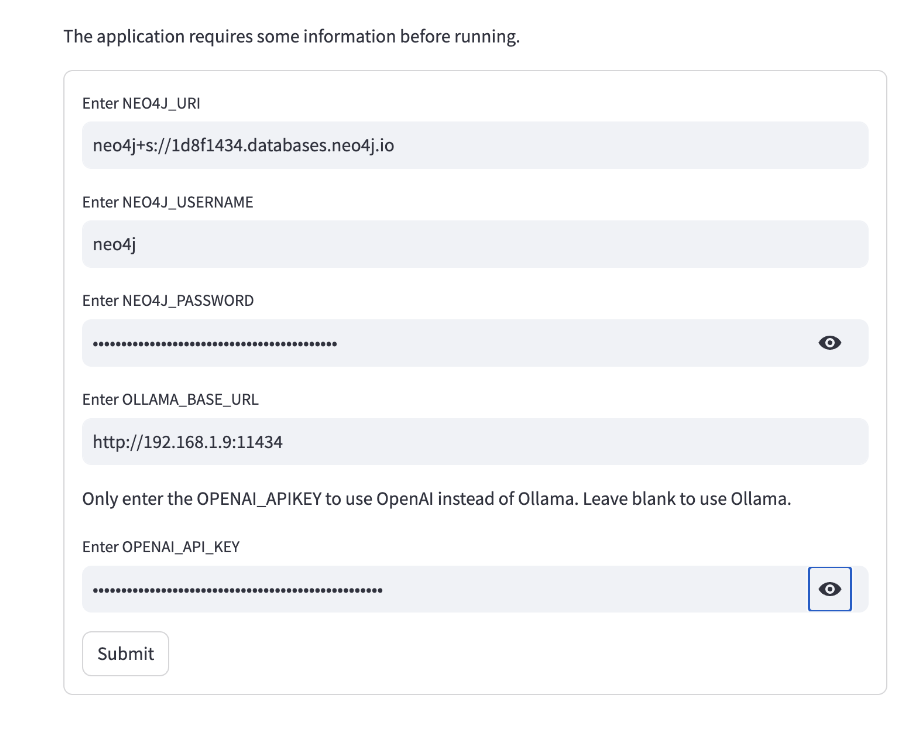 The application requires some information before running.
Enter NEO4J_URI
neo4j+s://1d8f1434.databases.neo4j.io
Enter NEO4J_USERNAME
neo4j
Enter NEO4J_PASSWORD
Enter OLLAMA_BASE_URL
http://192.168.1.9:11434
Only enter the OPENAI_APIKEY to use OpenAI instead of Ollama. Leave blank to use Ollama.
Enter OPENAI_API_KEY
Submit